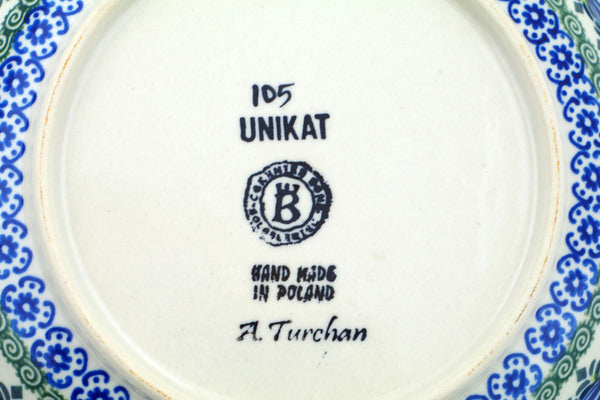 105
UNIKAT
B
HAND MADE
IN POLAND
A. Turchan